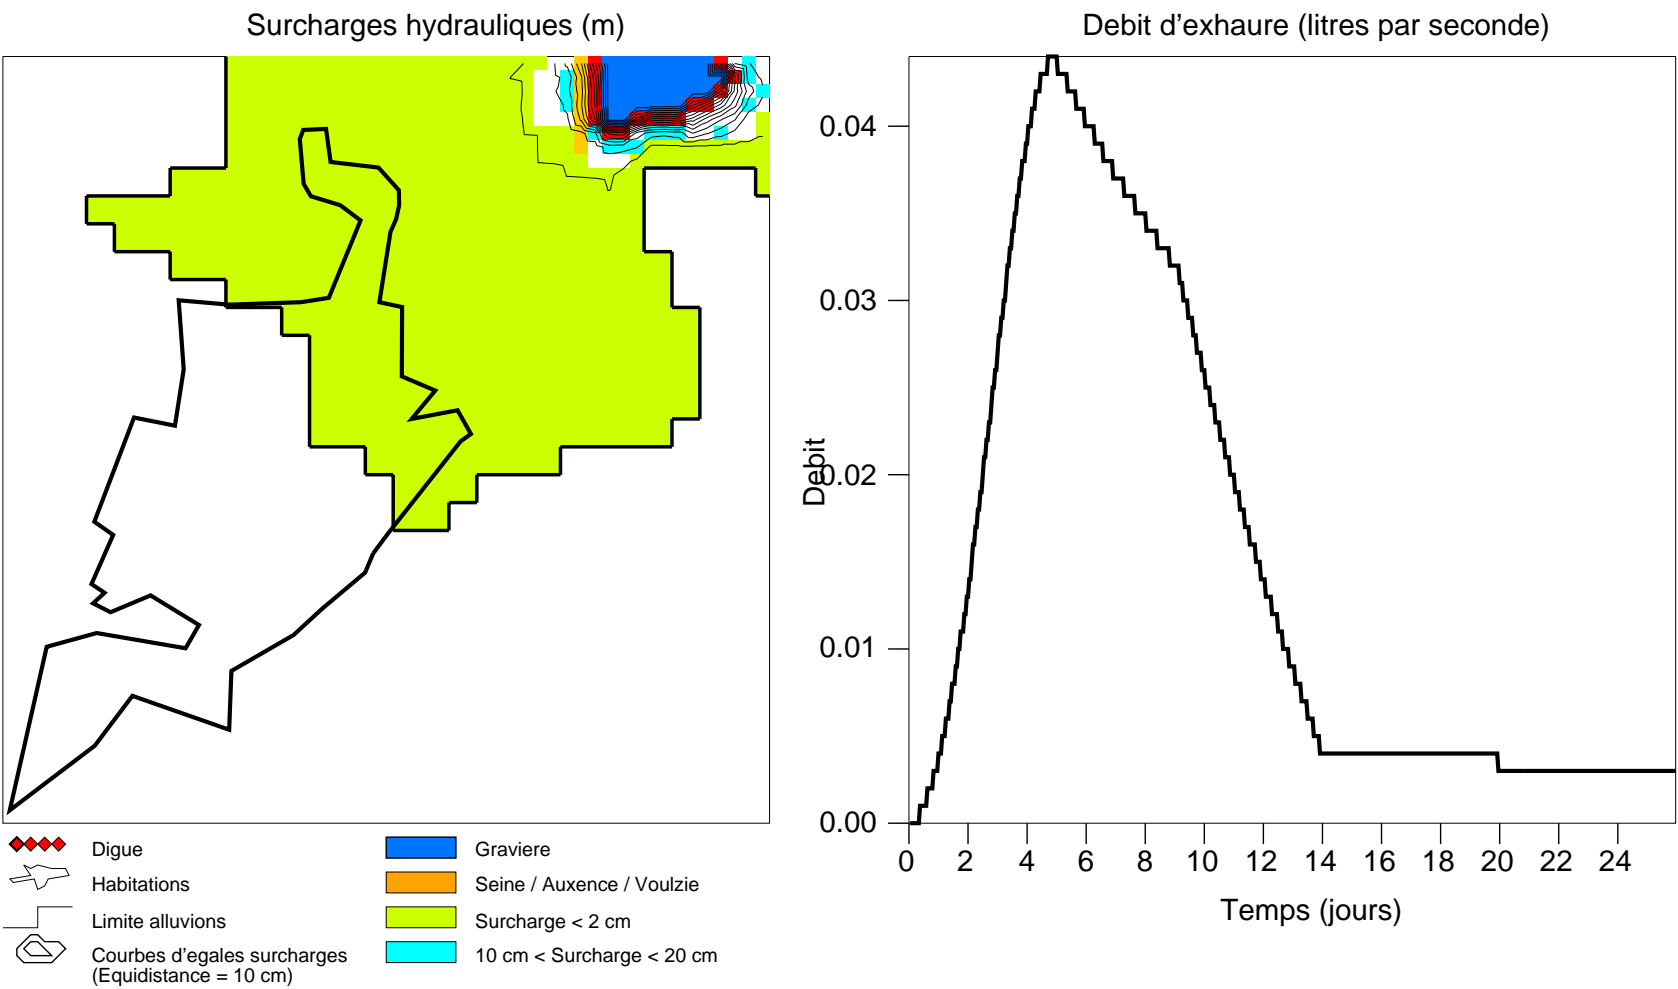 Surcharges hydrauliques (m)
Debit d'exhaure (litres par seconde)
0.04
0.03
0.02
0.01
0.00
Debit
0 2 4 6 8 10 12 14 16 18 20 22 24
Temps (jours)
Digue
Habitations
Limite alluvions
Courbes d'egales surcharges
(Equidistance = 10 cm)
Graviere
Seine / Auxence / Voulzie
Surcharge < 2 cm
10 cm < Surcharge < 20 cm